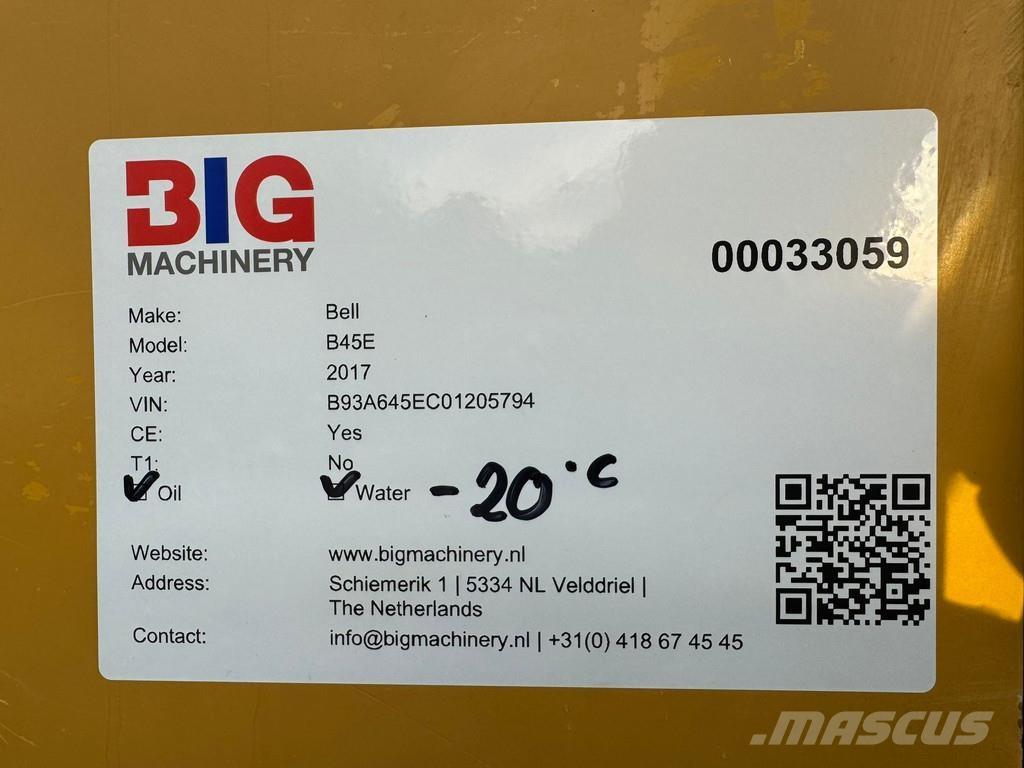 BIG
MACHINERY
00033059
Make: Bell
Model: B45E
Year: 2017
VIN: B93A645EC01205794
CE: Yes
T1: No
Oil Water -20°C
Website: www.bigmachinery.nl
Address: Schiemerik 1 | 5334 NL Velddriel |
The Netherlands
Contact: info@bigmachinery.nl | +31(0) 418 67 45 45
.MASCUS